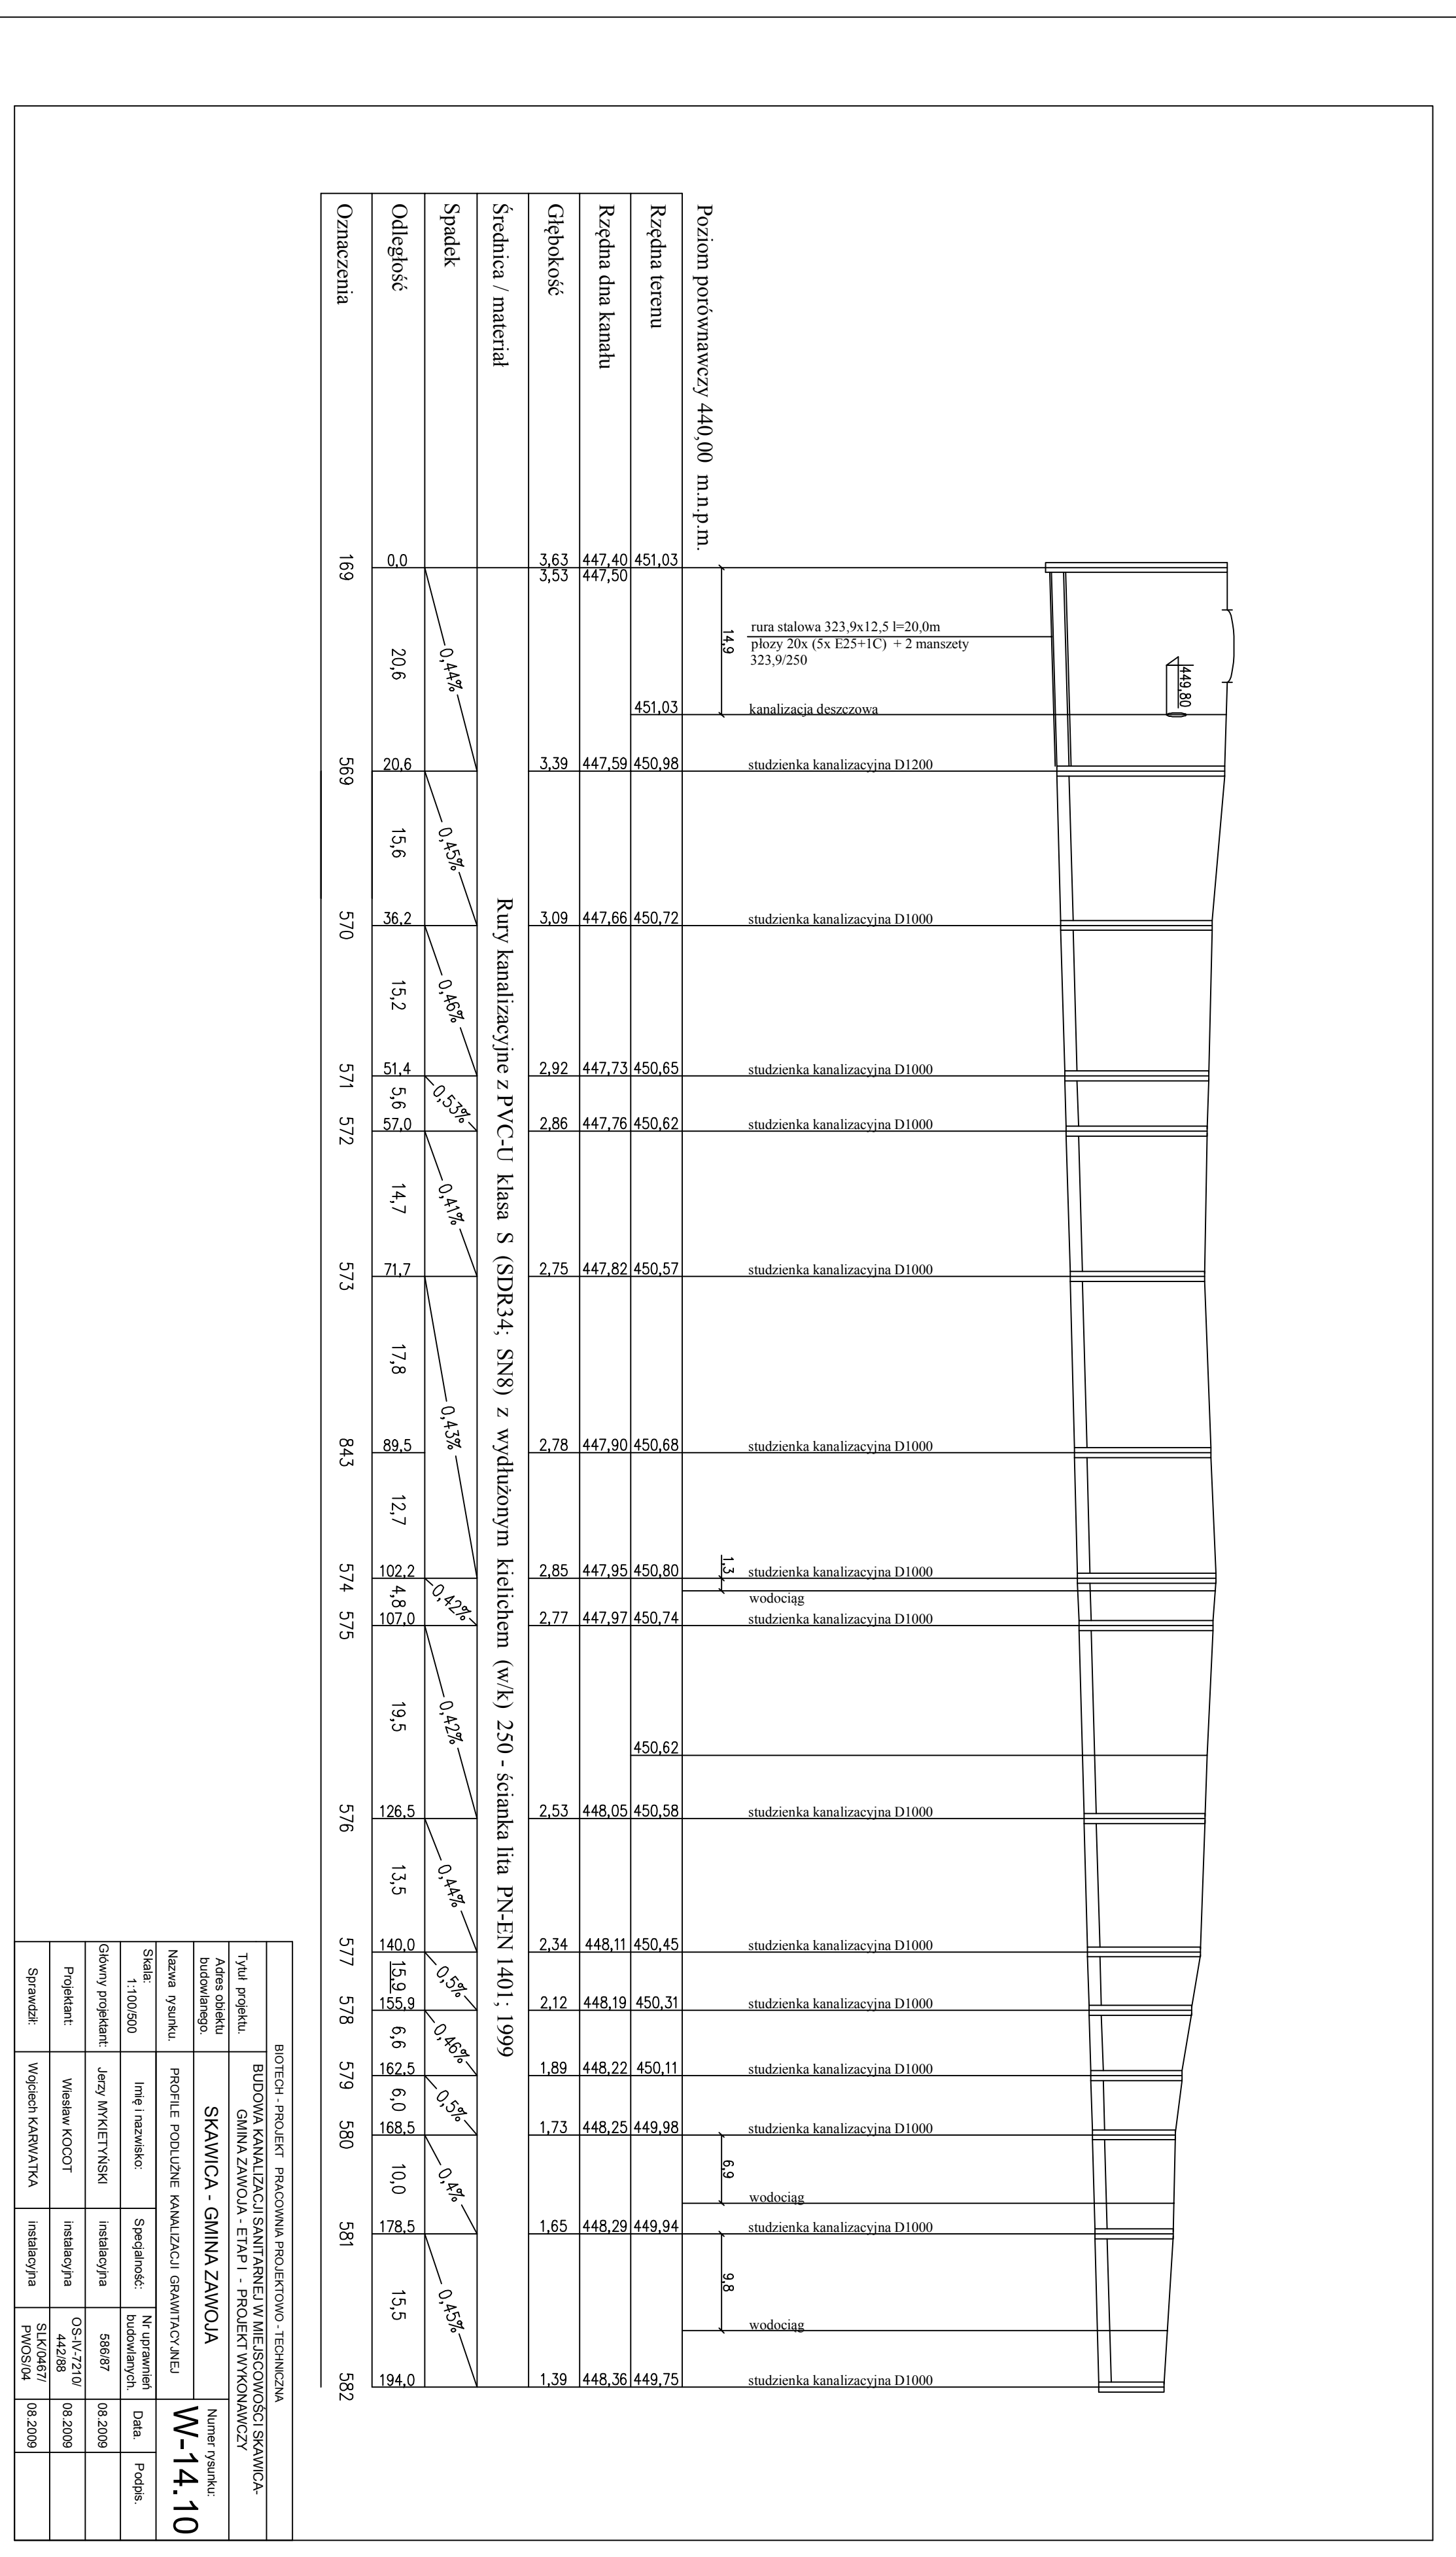 449,80
rura stalowa 323,9x12,5 l=20,0m
płozy 20x (5x E25+1C) + 2 manszety
323,9/250
kanalizacja deszczowa
studzienka kanalizacyjna D1200
studzienka kanalizacyjna D1000
studzienka kanalizacyjna D1000
studzienka kanalizacyjna D1000
studzienka kanalizacyjna D1000
studzienka kanalizacyjna D1000
studzienka kanalizacyjna D1000
wodociąg
studzienka kanalizacyjna D1000
studzienka kanalizacyjna D1000
studzienka kanalizacyjna D1000
studzienka kanalizacyjna D1000
studzienka kanalizacyjna D1000
studzienka kanalizacyjna D1000
wodociąg
studzienka kanalizacyjna D1000
wodociąg
studzienka kanalizacyjna D1000
14,9 1,3 6,9 9,8
Poziom porównawczy 440,00 m.n.p.m.
Rzędna terenu 451,03 451,03 450,98 450,72 450,65 450,62 450,57 450,68 450,80 450,74 450,62 450,58 450,45 450,31 450,11 449,98 449,94 449,75
Rzędna dna kanału 447,40 447,50 447,59 447,66 447,73 447,76 447,82 447,90 447,95 447,97 448,05 448,11 448,19 448,22 448,25 448,29 448,36
Głębokość 3,63 3,53 3,39 3,09 2,92 2,86 2,75 2,78 2,85 2,77 2,53 2,34 2,12 1,89 1,73 1,65 1,39
Średnica / materiał Rury kanalizacyjne z PVC-U klasa S (SDR34; SN8) z wydłużonym kielichem (w/k) 250 - ścianka lita PN-EN 1401; 1999
Spadek 0,44% 0,45% 0,46% 0,53% 0,41% 0,43% 0,42% 0,42% 0,44% 0,5% 0,46% 0,5% 0,4% 0,45%
Odległość 0,0 20,6 20,6 15,6 36,2 15,2 51,4 5,6 57,0 14,7 71,7 17,8 89,5 12,7 102,2 4,8 107,0 19,5 126,5 13,5 140,0 15,9 155,9 6,6 162,5 6,0 168,5 10,0 178,5 15,5 194,0
Oznaczenia 169 569 570 571 572 573 843 574 575 576 577 578 579 580 581 582
BIOTECH - PROJEKT PRACOWNIA PROJEKTOWO - TECHNICZNA
Tytuł projektu.
BUDOWA KANALIZACJI SANITARNEJ W MIEJSCOWOŚCI SKAWICA-
GMINA ZAWOJA - ETAP I - PROJEKT WYKONAWCZY
Adres obiektu
budowlanego.
SKAWICA - GMINA ZAWOJA
Numer rysunku:
W-14.10
Nazwa rysunku.
PROFILE PODLUŻNE KANALIZACJI GRAWITACYJNEJ
Skala:
1:100/500
Imię i nazwisko:
Specjalność:
Nr uprawnień
budowlanych.
Data.
Podpis.
Główny projektant: Jerzy MYKIETYŃSKI instalacyjna 586/87 08.2009
Projektant: Wiesław KOCOT instalacyjna OS-IV-7210/
442/88 08.2009
Sprawdził: Wojciech KARWATKA instalacyjna SLK/0467/
PWOS/04 08.2009